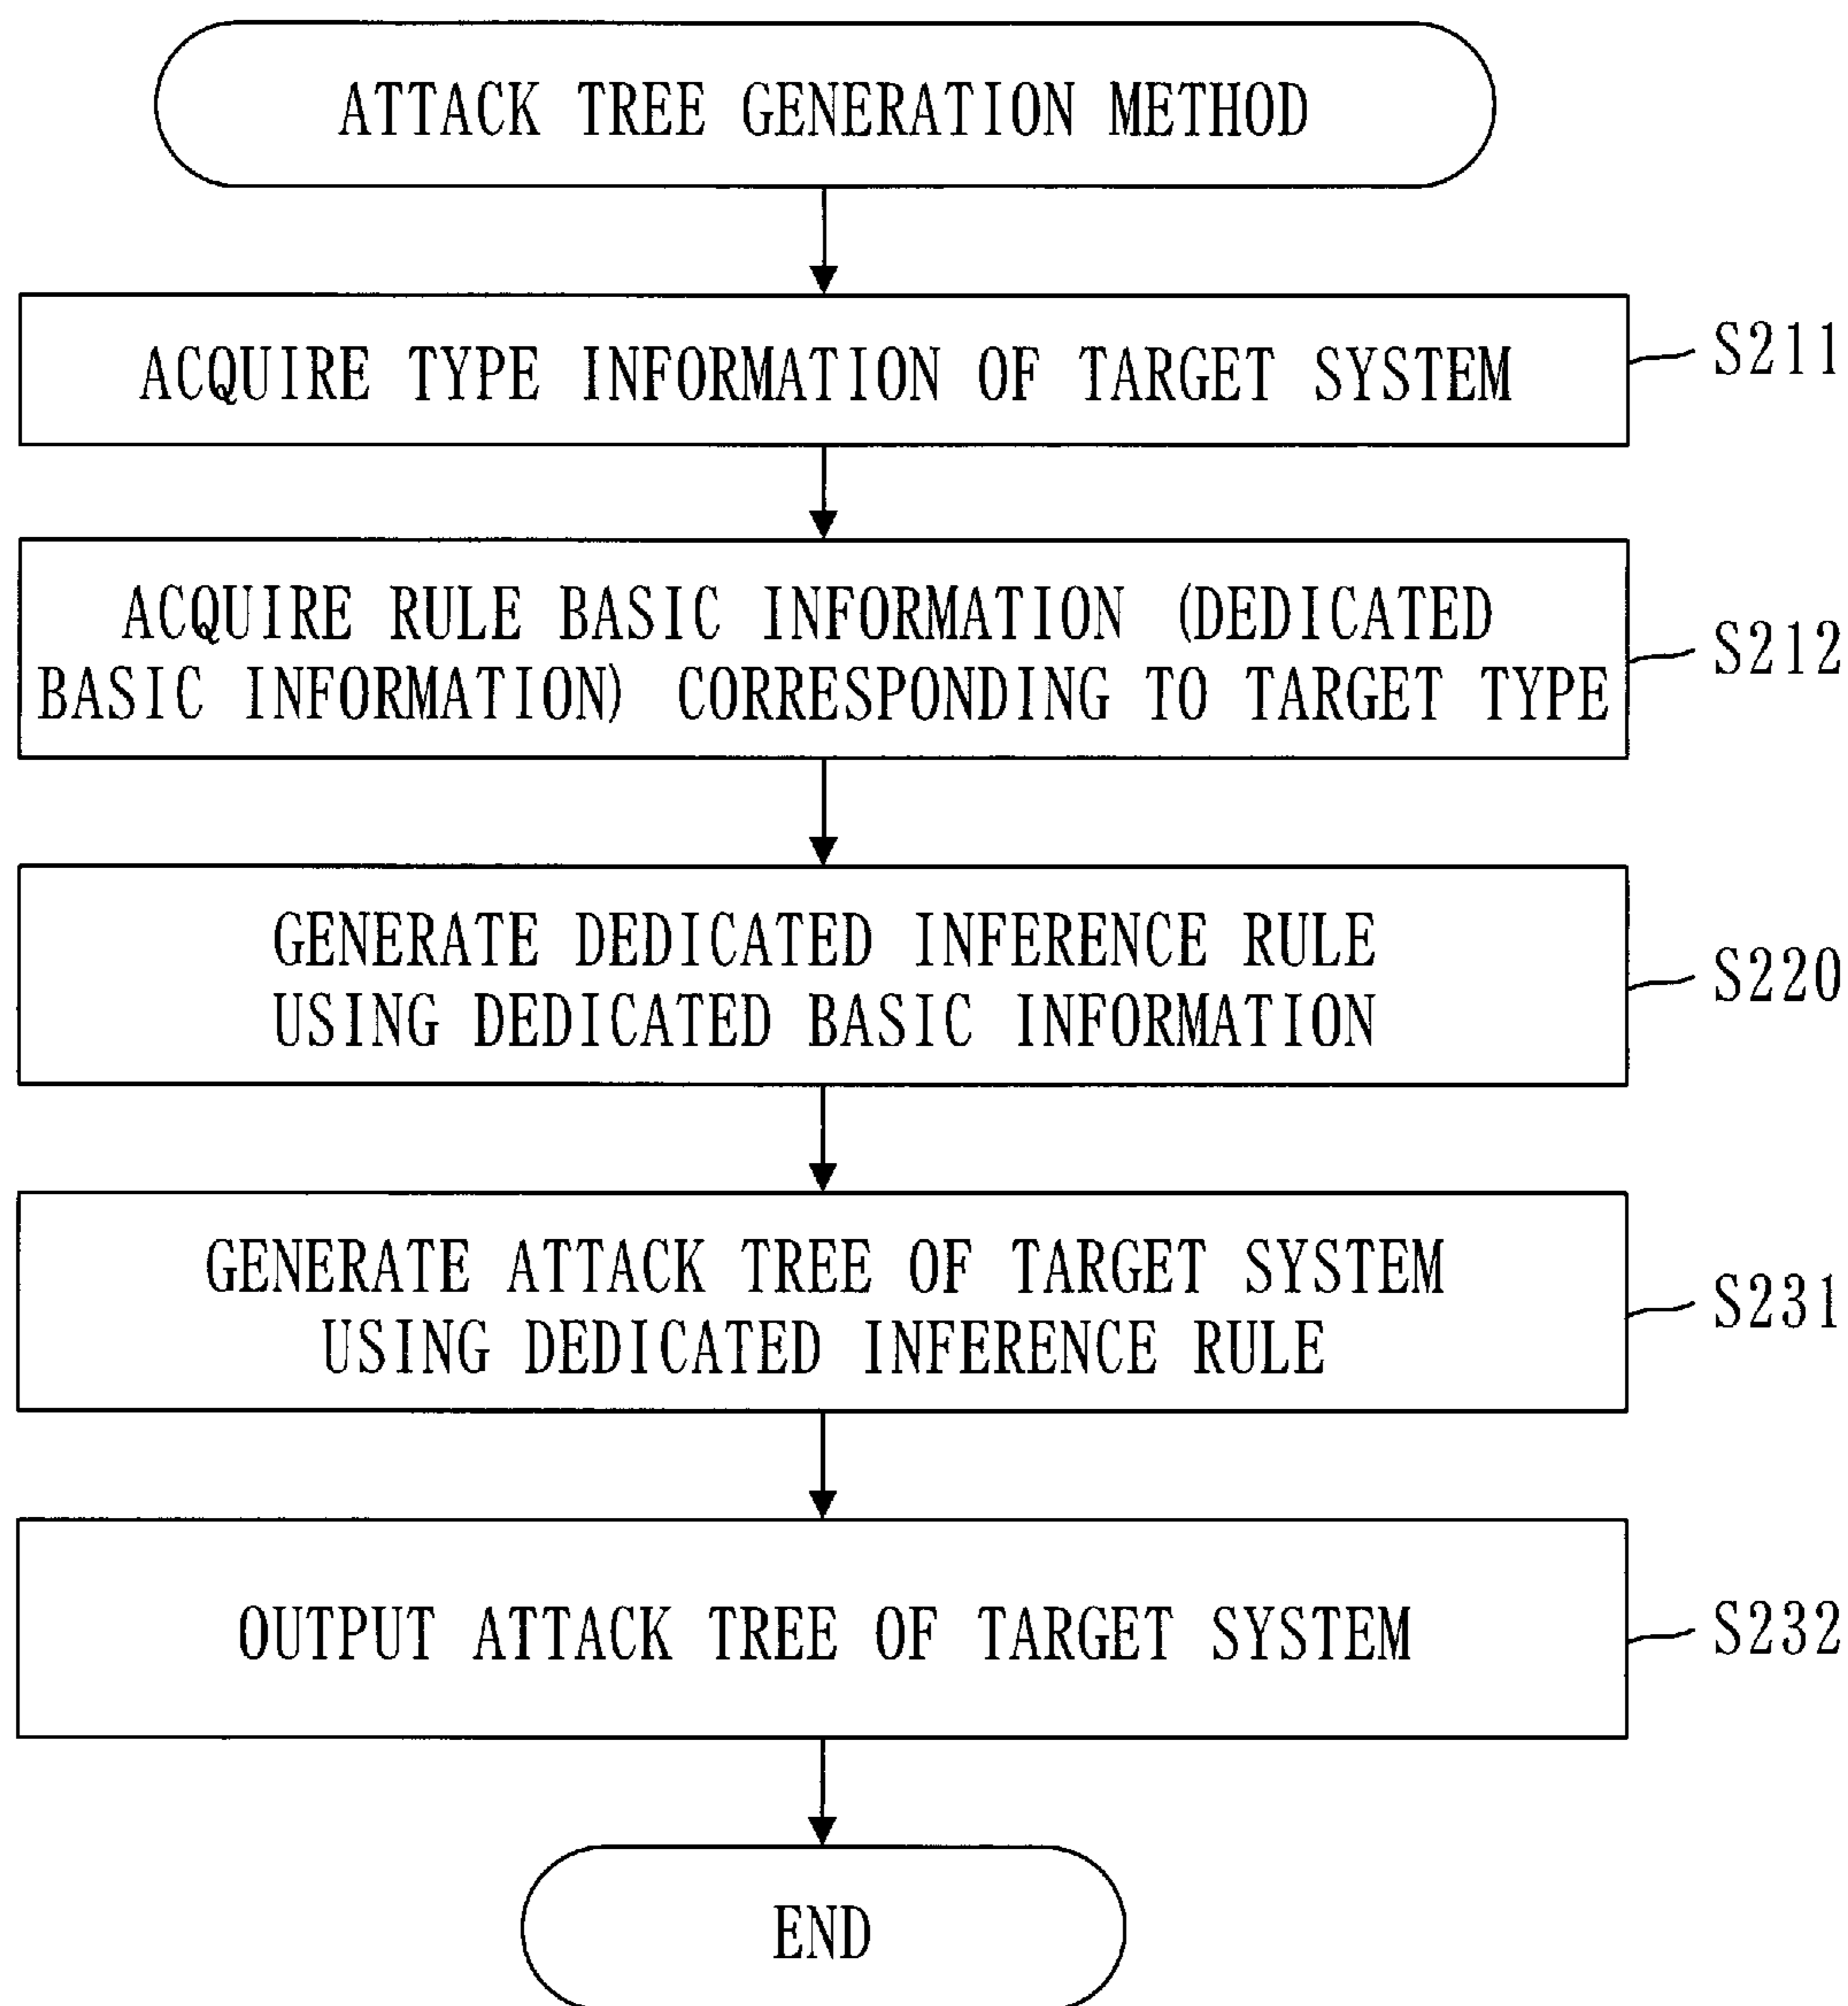 ATTACK TREE GENERATION METHOD
ACQUIRE TYPE INFORMATION OF TARGET SYSTEM
S211
ACQUIRE RULE BASIC INFORMATION (DEDICATED
BASIC INFORMATION) CORRESPONDING TO TARGET TYPE
S212
GENERATE DEDICATED INFERENCE RULE
USING DEDICATED BASIC INFORMATION
S220
GENERATE ATTACK TREE OF TARGET SYSTEM
USING DEDICATED INFERENCE RULE
S231
OUTPUT ATTACK TREE OF TARGET SYSTEM
S232
END